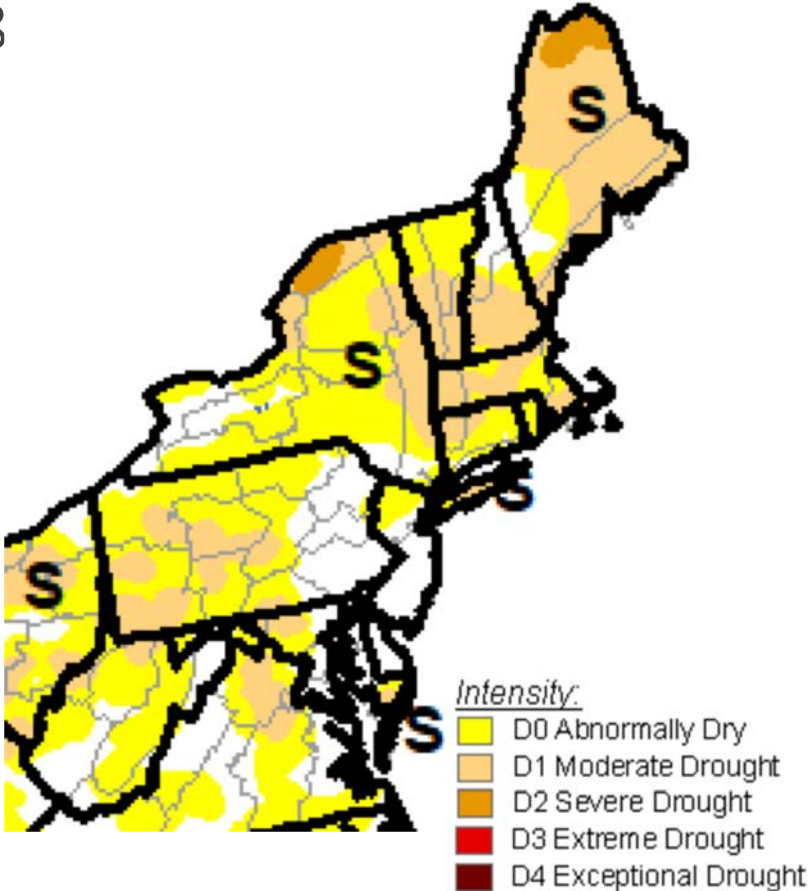 S
S
S
S
S
Intensity:
D0 Abnormally Dry
D1 Moderate Drought
D2 Severe Drought
D3 Extreme Drought
D4 Exceptional Drought